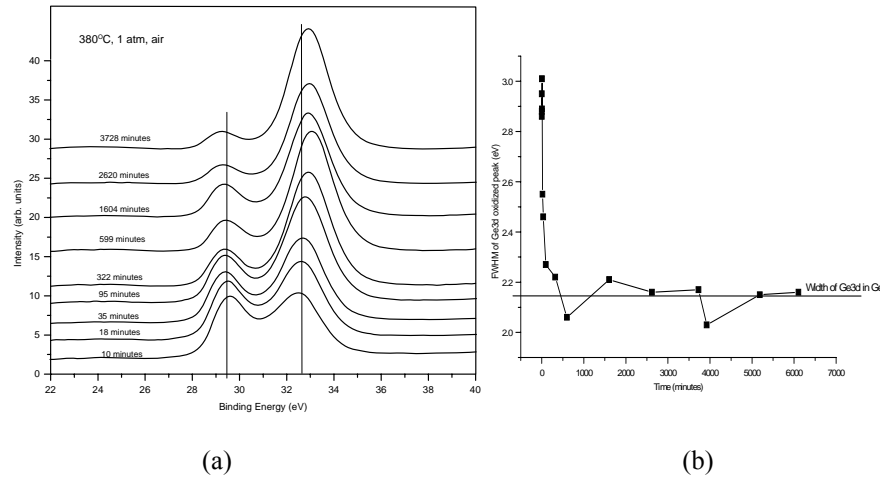 380°C, 1 atm, air
3728 minutes
2620 minutes
1604 minutes
599 minutes
322 minutes
95 minutes
35 minutes
18 minutes
10 minutes
Intensity (arb. units)
40
35
30
25
20
15
10
5
0
22 24 26 28 30 32 34 36 38 40
Binding Energy (eV)
(a)
FWHM of Ge3d oxidized peak (eV)
3.0
2.8
2.6
2.4
2.2
2.0
Width of Ge3d in Ge
0 1000 2000 3000 4000 5000 6000 7000
Time (minutes)
(b)